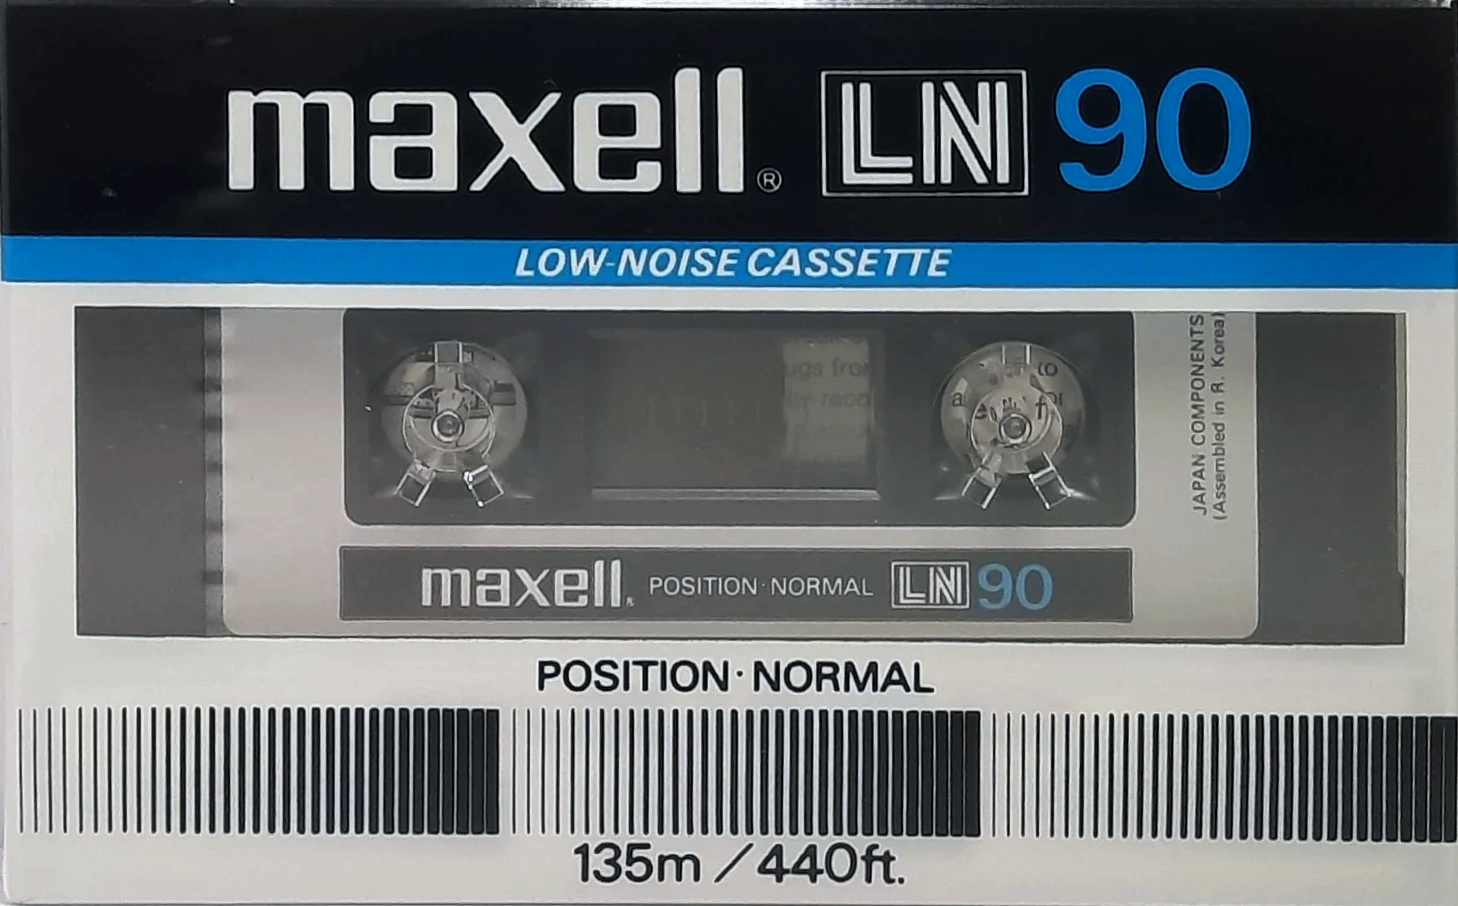 maxell® LN 90
LOW-NOISE CASSETTE
to
JAPAN COMPONENTS
(Assembled in R. Korea)
maxell. POSITION·NORMAL LN 90
POSITION·NORMAL
135m / 440ft.